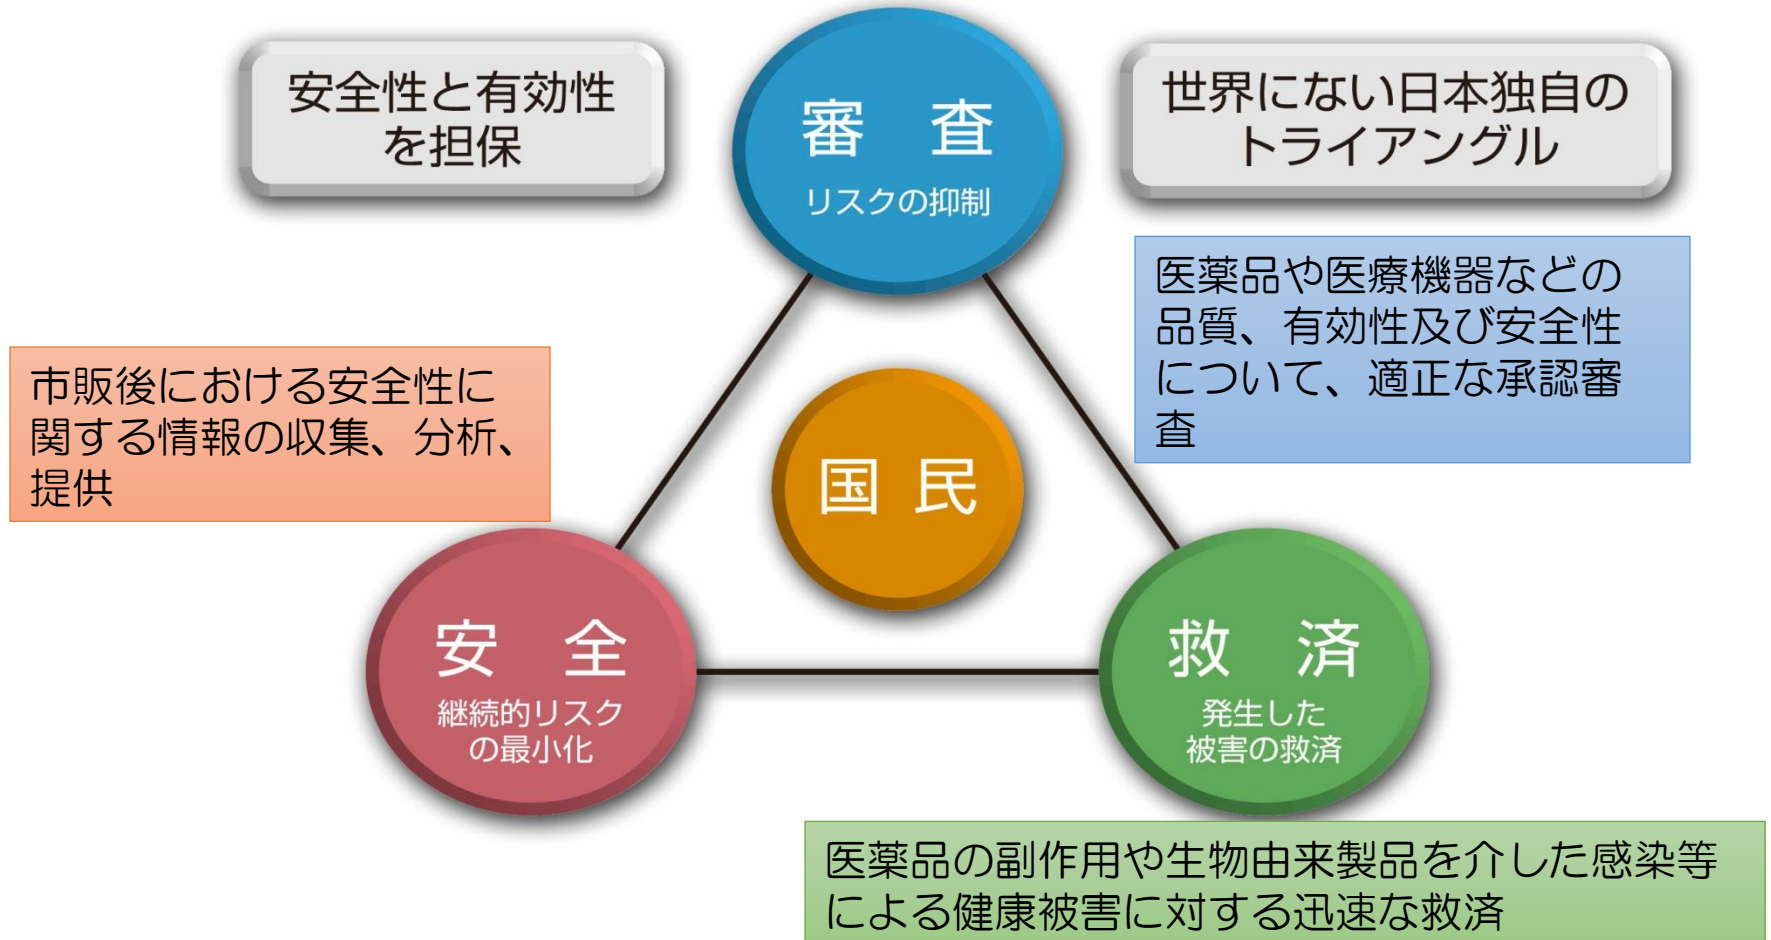 安全性と有効性
を担保
審 査
リスクの抑制
世界にない日本独自の
トライアングル
医薬品や医療機器などの
品質、有効性及び安全性
について、適正な承認審
査
市販後における安全性に
関する情報の収集、分析、
提供
国 民
安 全
継続的リスク
の最小化
救 済
発生した
被害の救済
医薬品の副作用や生物由来製品を介した感染等
による健康被害に対する迅速な救済